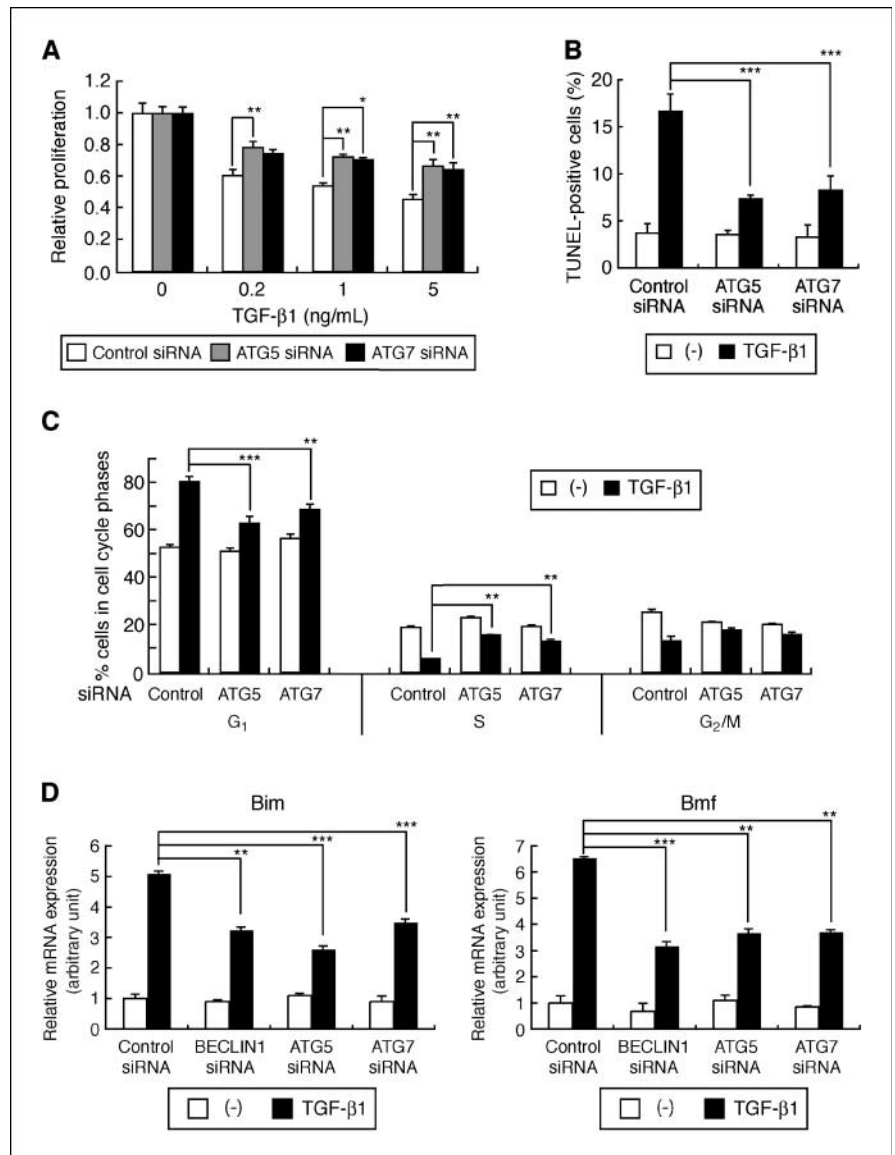 A
Relative proliferation
1.2
1.0
0.8
0.6
0.4
0.2
0.0
** * ** ** ** **
0 0.2 1 5
TGF-β1 (ng/mL)
Control siRNA ATG5 siRNA ATG7 siRNA
B
TUNEL-positive cells (%)
20
15
10
5
0
***
***
Control siRNA
ATG5 siRNA
ATG7 siRNA
(-) TGF-β1
C
% cells in cell cycle phases
80
60
40
20
0
**
***
**
**
(-) TGF-β1
siRNA Control ATG5 ATG7 Control ATG5 ATG7 Control ATG5 ATG7
G1 S G2/M
D
Bim
Relative mRNA expression
(arbitrary unit)
6
5
4
3
2
1
0
***
***
**
Control siRNA
BECLIN1 siRNA
ATG5 siRNA
ATG7 siRNA
(-) TGF-β1
Bmf
Relative mRNA expression
(arbitrary unit)
7
6
5
4
3
2
1
0
**
**
***
Control siRNA
BECLIN1 siRNA
ATG5 siRNA
ATG7 siRNA
(-) TGF-β1